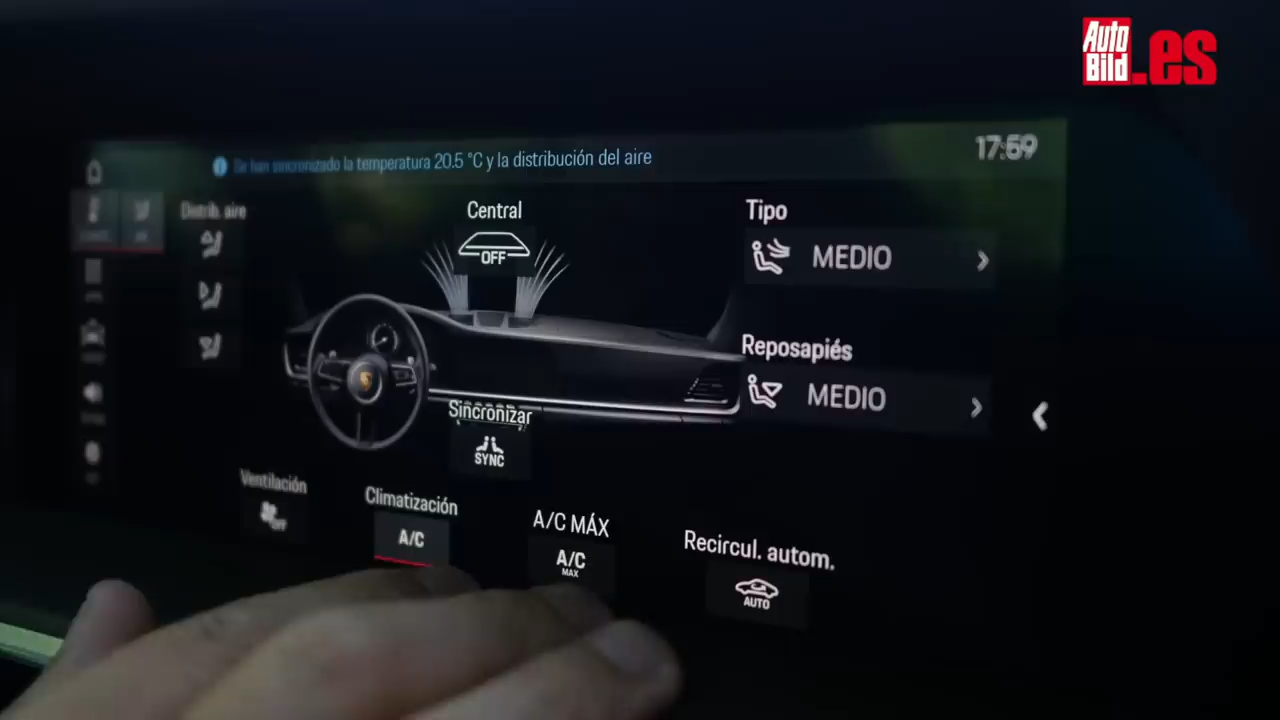 Auto
Bild.es
Se han sincronizado la temperatura 20.5 °C y la distribución del aire
17:59
Distrib. aire
Central
OFF
Tipo
MEDIO
Reposapiés
MEDIO
Sincronizar
SYNC
Ventilación
OFF
Climatización
A/C
A/C MÁX
A/C
MAX
Recircul. autom.
AUTO